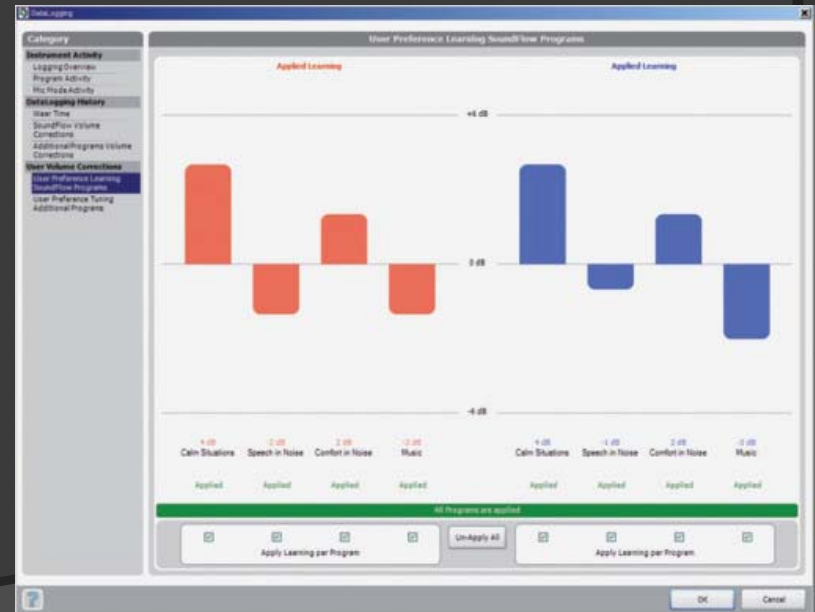 DataLogging
Category
User Preference Learning SoundFlow Programs
Instrument Activity
Logging Overview
Program Activity
Mic Mode Activity
DataLogging History
Wear Time
SoundFlow Volume
Corrections
Additional Programs Volume
Corrections
User Volume Corrections
User Preference Learning
SoundFlow Programs
User Preference Tuning
Additional Programs
Applied Learning
Applied Learning
0 dB
4 dB -2 dB 2 dB -2 dB
Calm Situations Speech in Noise Comfort in Noise Music
Applied Applied Applied Applied
4 dB -1 dB 2 dB -3 dB
Calm Situations Speech in Noise Comfort in Noise Music
Applied Applied Applied Applied
All Programs are applied
Apply Learning per Program
Un-Apply All
Apply Learning per Program
?
OK
Cancel